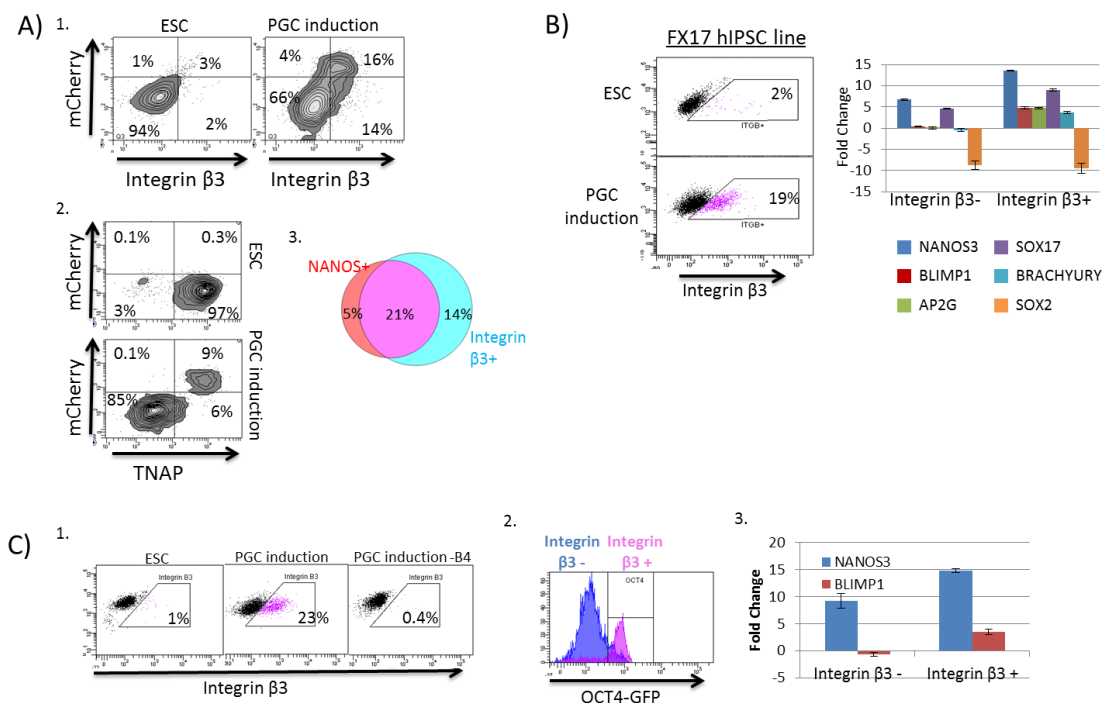 A)
1.
ESC
PGC induction
mCherry
1%
3%
94%
2%
4%
16%
66%
14%
Q3
Q3
Integrin β3
Integrin β3
2.
mCherry
0.1%
0.3%
3%
97%
ESC
mCherry
0.1%
9%
85%
6%
PGC induction
TNAP
3.
NANOS+
5%
21%
14%
Integrin
β3+
B)
FX17 hIPSC line
ESC
2%
ITGB+
PGC
induction
19%
ITGB+
Integrin β3
Fold Change
15
10
5
0
-5
-10
-15
Integrin β3-
Integrin β3+
NANOS3
SOX17
BLIMP1
BRACHYURY
AP2G
SOX2
C)
1.
ESC
PGC induction
PGC induction -B4
Integrin B3
Integrin B3
Integrin B3
1%
23%
0.4%
Integrin β3
2.
Integrin
β3 -
Integrin
β3 +
OCT4
OCT4-GFP
3.
Fold Change
20
15
10
5
0
-5
NANOS3
BLIMP1
Integrin β3 -
Integrin β3 +